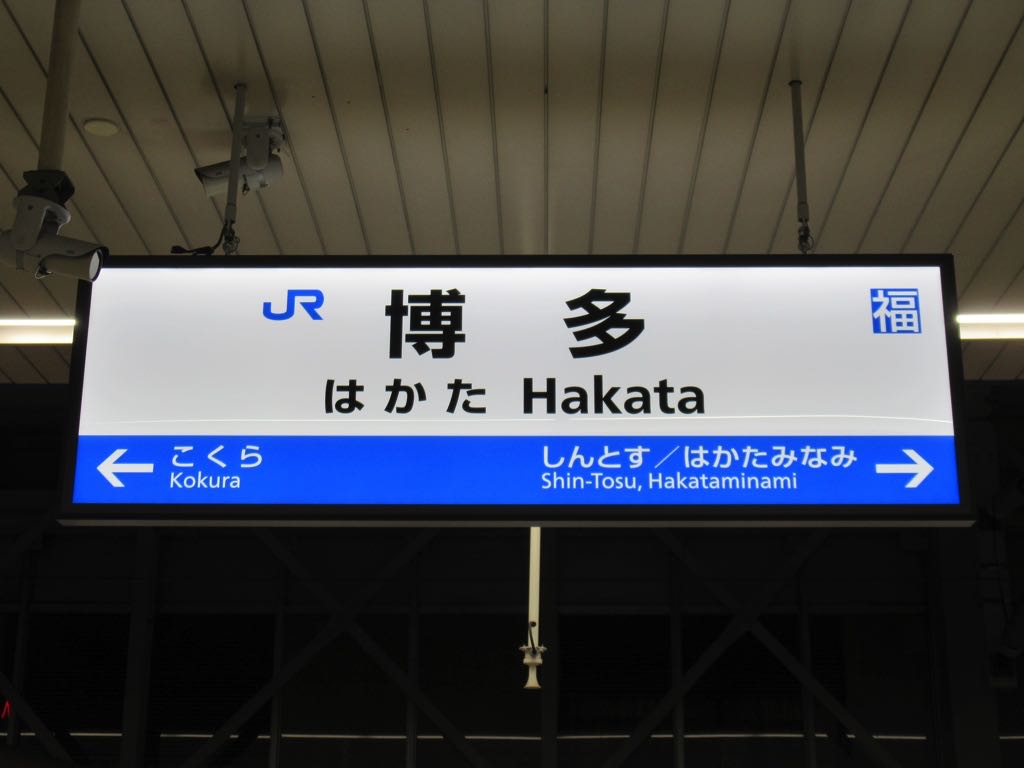 JR 博多 福
はかた Hakata
← こくら
Kokura
しんとす／はかたみなみ →
Shin-Tosu, Hakataminami